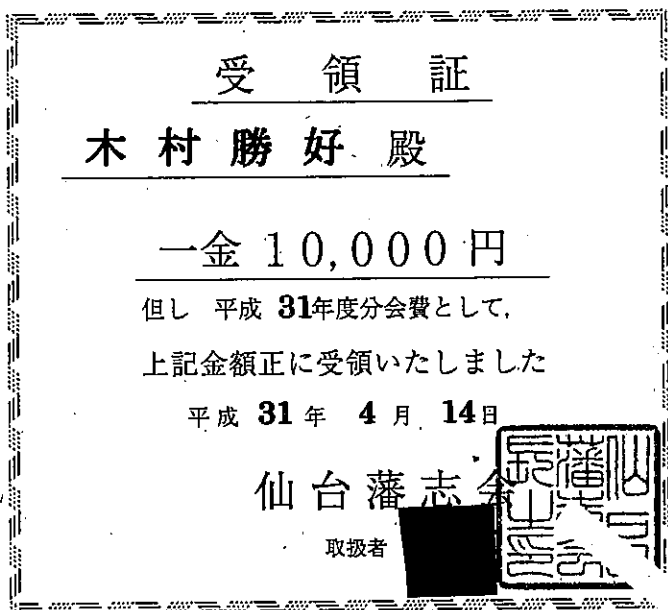 受領証
木村勝好 殿
一金 10,000円
但し 平成 31年度分会費として,
上記金額正に受領いたしました
平成 31 年 4 月 14日
仙台藩志会
取扱者